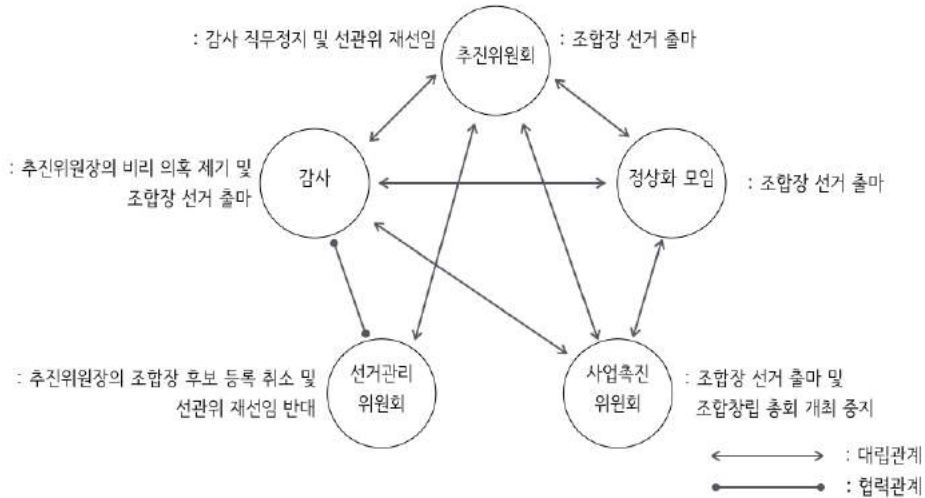 : 감사 직무정지 및 선관위 재선임
추진위원회
: 조합장 선거 출마
: 추진위원장의 비리 의혹 제기 및
조합장 선거 출마
감사
정상화 모임
: 조합장 선거 출마
: 추진위원장의 조합장 후보 등록 취소 및
선관위 재선임 반대
선거관리
위원회
사업촉진
위원회
: 조합장 선거 출마 및
조합창립 총회 개최 중지
: 대립관계
: 협력관계